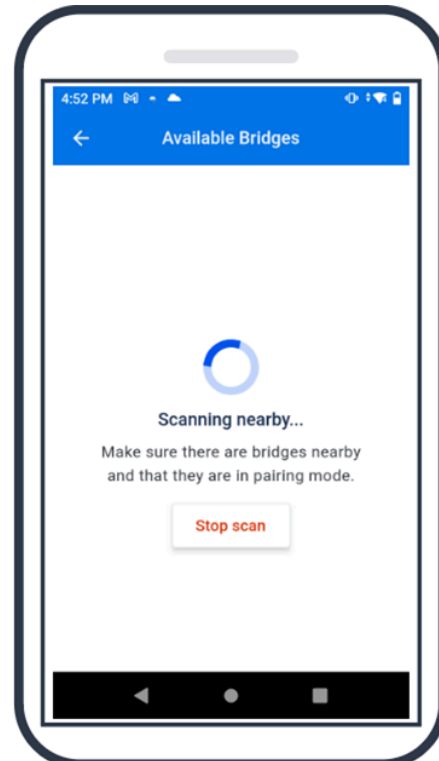 4:52 PM
Available Bridges
Scanning nearby...
Make sure there are bridges nearby
and that they are in pairing mode.
Stop scan